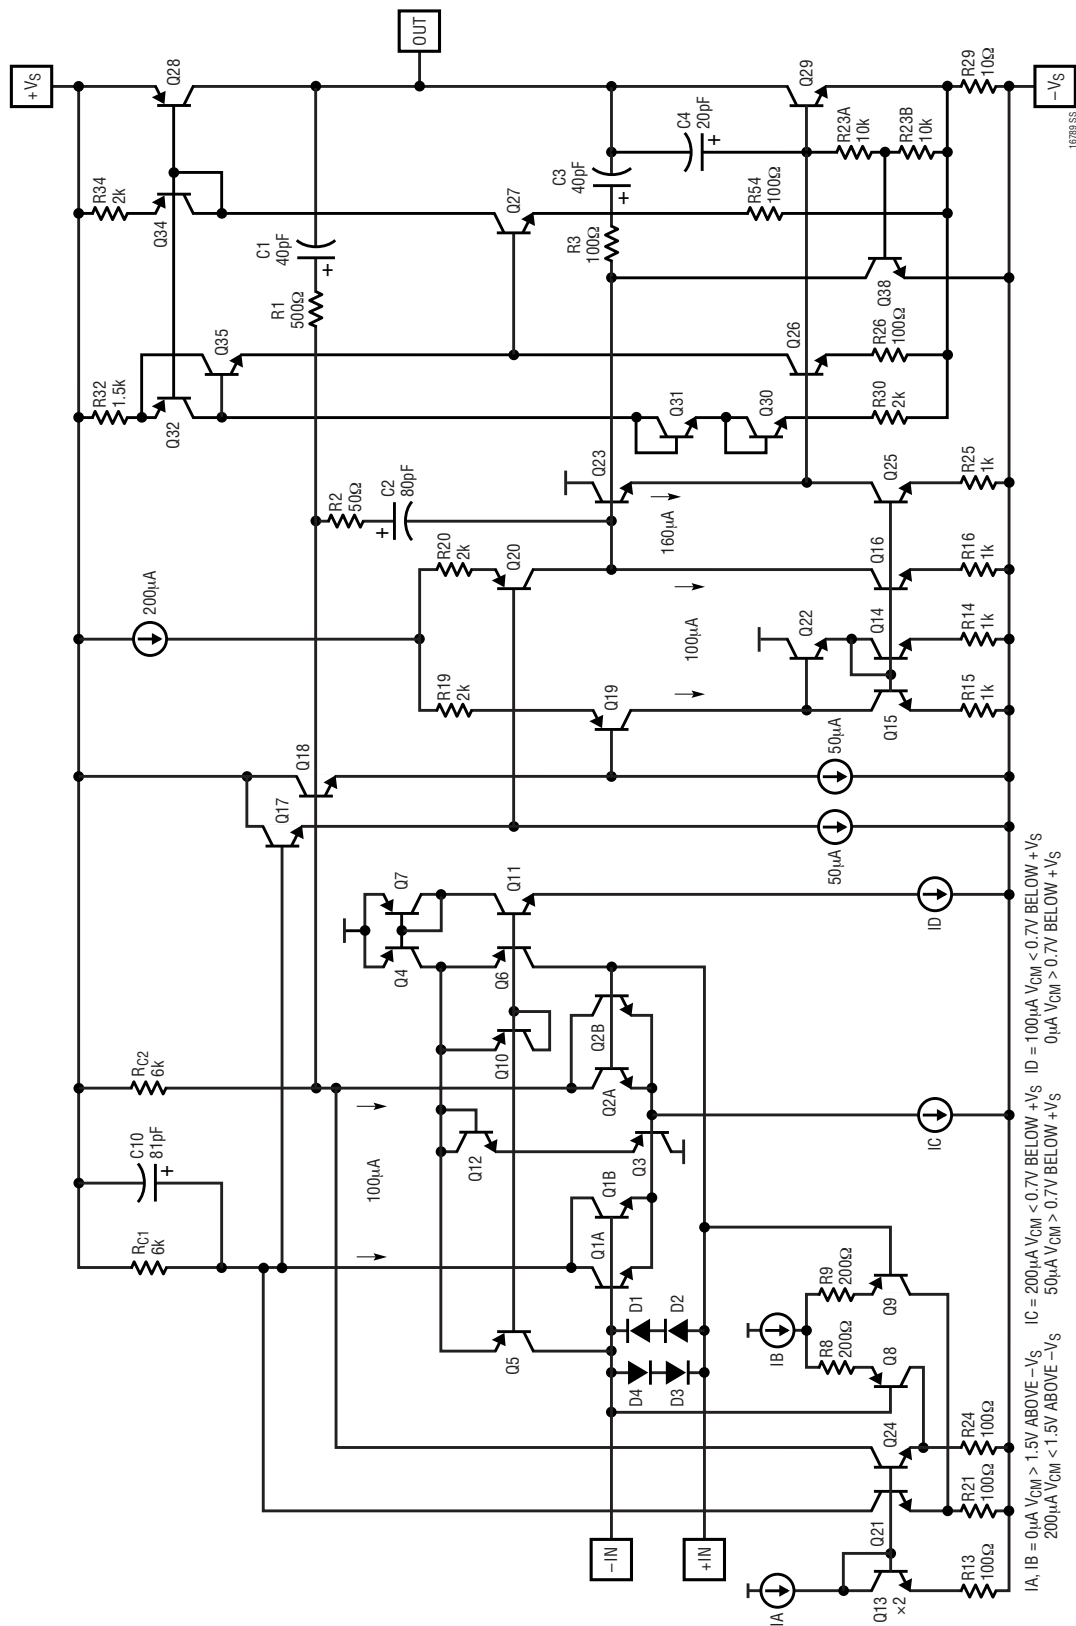 +VS
R32
1.5k
R34
2k
Q32
Q34
Q28
Q35
R1
500Ω
C1
40pF
OUT
200µA
R2
50Ω
C2
80pF
R19
2k
R20
2k
Q20
Q19
Q27
Q23
160µA
R3
100Ω
C3
40pF
C4
20pF
Q31
Q30
Q26
R54
100Ω
Q29
R23A
10k
R23B
10k
Q38
R26
100Ω
R30
2k
R29
10Ω
–VS
100µA
Q22
Q15
Q14
Q16
Q25
R15
1k
R14
1k
R16
1k
R25
1k
Q17
Q18
50µA
50µA
RC1
6k
C10
81pF
RC2
6k
100µA
Q4
Q7
Q5
Q12
Q10
Q6
Q11
Q1A
Q1B
Q3
Q2A
Q2B
D4
D1
D3
D2
–IN
+IN
IA
IB
IC
ID
R8
200Ω
R9
200Ω
Q8
Q9
Q13
×2
Q21
Q24
R13
100Ω
R21
100Ω
R24
100Ω
IA, IB = 0µA VCM > 1.5V ABOVE –VS
200µA VCM < 1.5V ABOVE –VS
IC = 200µA VCM < 0.7V BELOW +VS
50µA VCM > 0.7V BELOW +VS
ID = 100µA VCM < 0.7V BELOW +VS
0µA VCM > 0.7V BELOW +VS
16789 SS